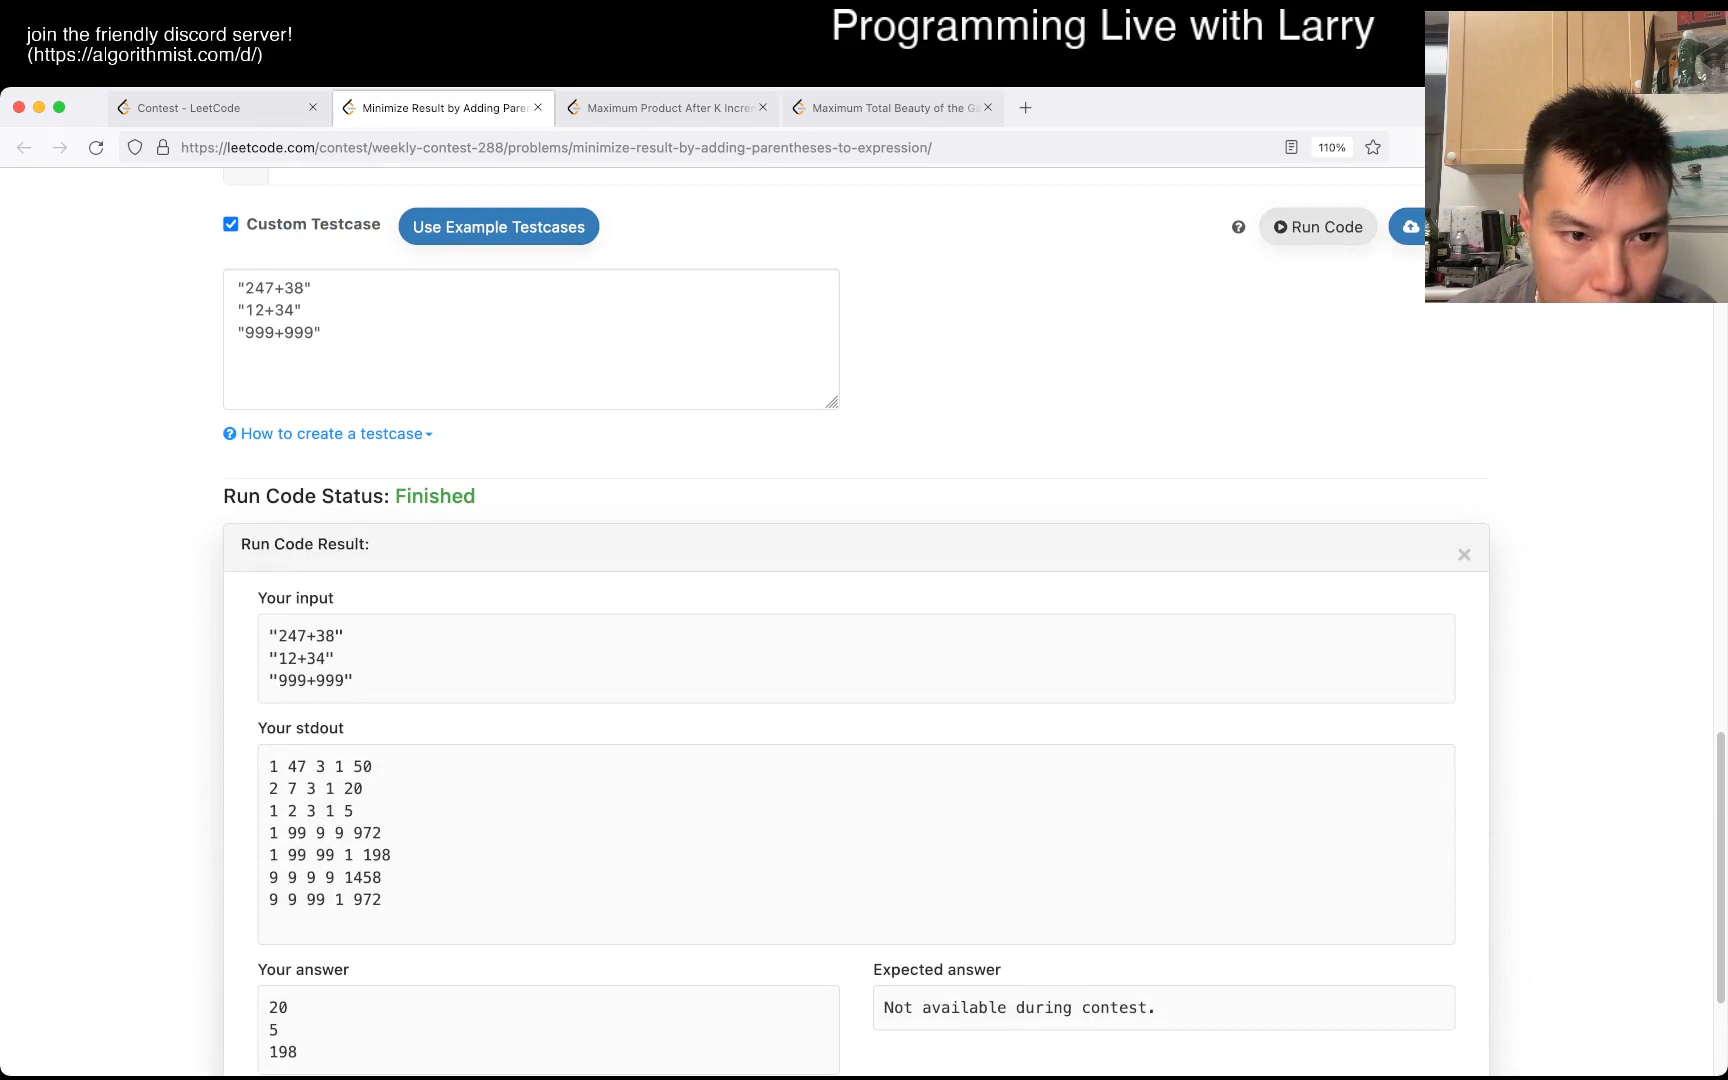 join the friendly discord server!
(https://algorithmist.com/d/)
Programming Live with Larry
Contest - LeetCode
Minimize Result by Adding Paren
Maximum Product After K Increr
Maximum Total Beauty of the Ga
https://leetcode.com/contest/weekly-contest-288/problems/minimize-result-by-adding-parentheses-to-expression/
110%
Custom Testcase
Use Example Testcases
Run Code
"247+38"
"12+34"
"999+999"
How to create a testcase
Run Code Status: Finished
Run Code Result:
Your input
"247+38"
"12+34"
"999+999"
Your stdout
1 47 3 1 50
2 7 3 1 20
1 2 3 1 5
1 99 9 9 972
1 99 99 1 198
9 9 9 9 1458
9 9 99 1 972
Your answer
20
5
198
Expected answer
Not available during contest.